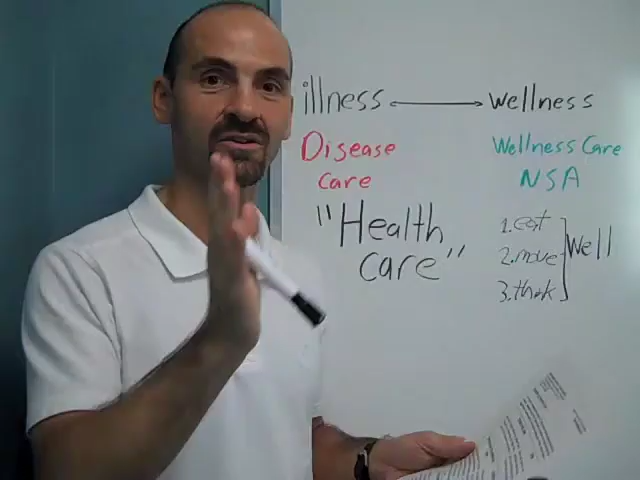 illness ⟷ wellness
Disease
care
Wellness Care
NSA
"Health
care"
1. eat
2. move
3. think
Well